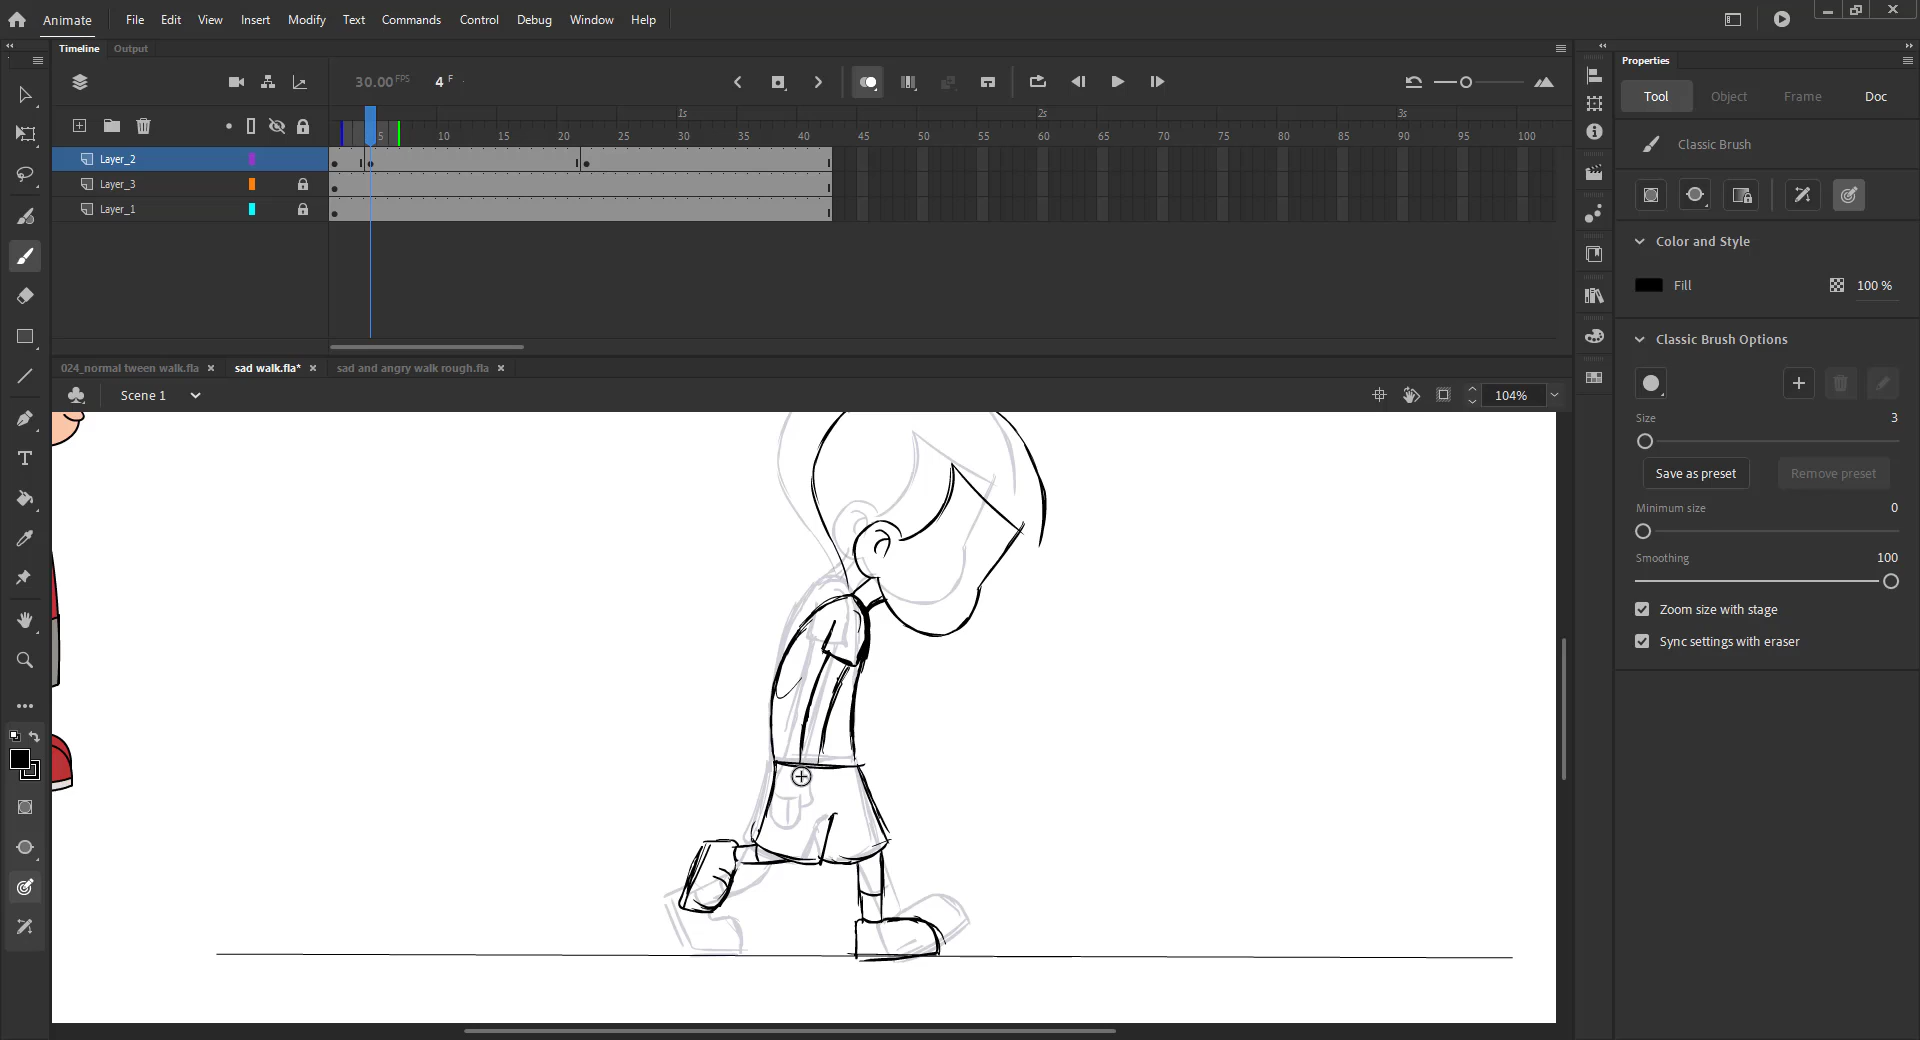 Animate File Edit View Insert Modify Text Commands Control Debug Window Help
Timeline Output
30.00 FPS 4 F
1s 2s 3s
5 10 15 20 25 30 35 40 45 50 55 60 65 70 75 80 85 90 95 100
Layer_2
Layer_3
Layer_1
024_normal tween walk.fla sad walk.fla* sad and angry walk rough.fla
Scene 1 104%
Properties
Tool Object Frame Doc
Classic Brush
Color and Style
Fill 100 %
Classic Brush Options
Size 3
Save as preset Remove preset
Minimum size 0
Smoothing 100
Zoom size with stage
Sync settings with eraser